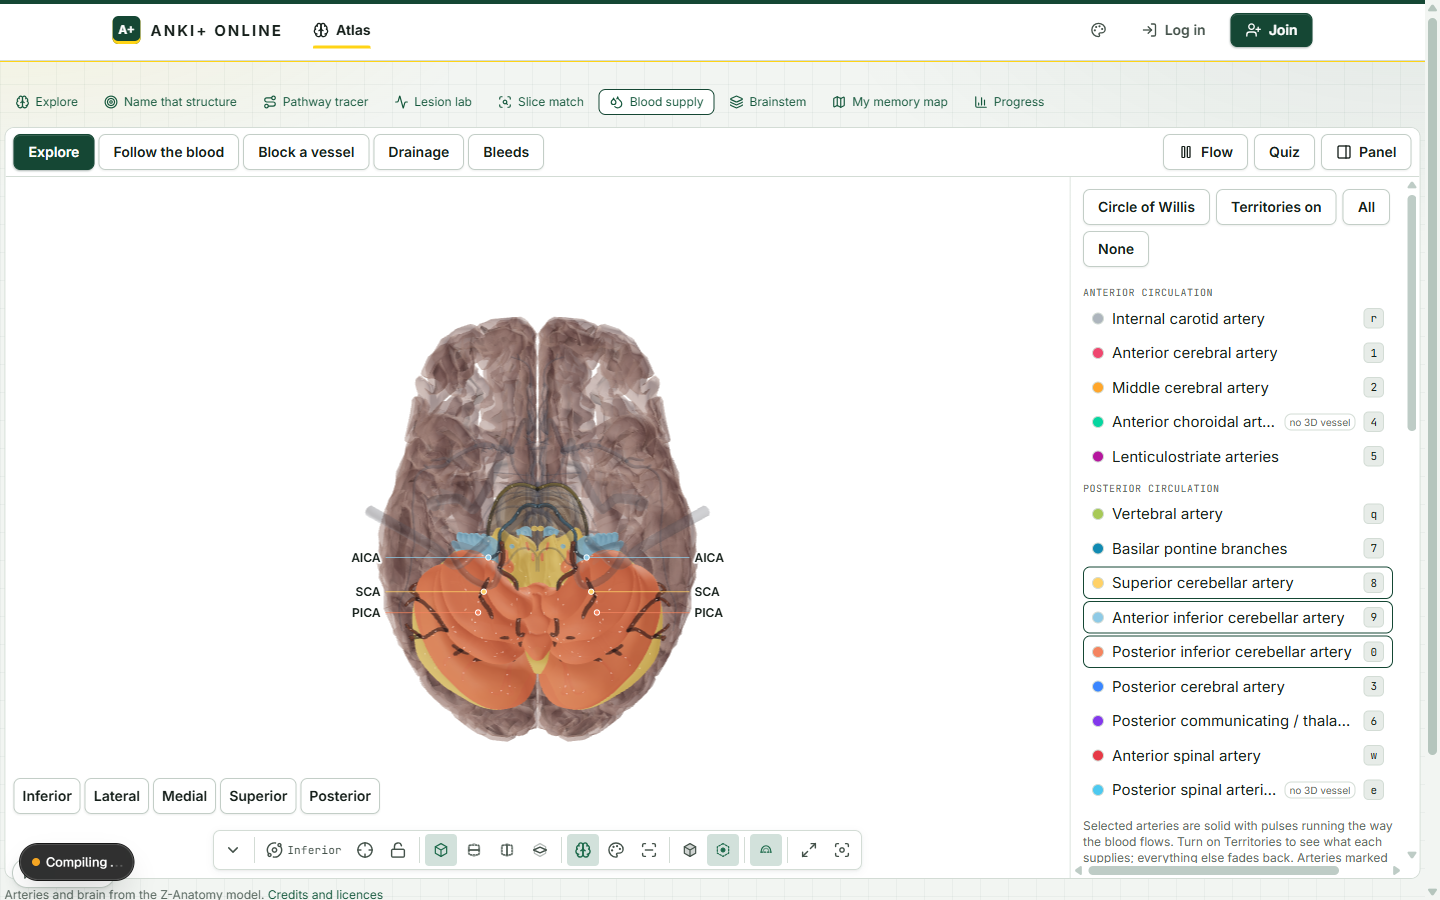 A+ ANKI+ ONLINE Atlas Log in Join
Explore Name that structure Pathway tracer Lesion lab Slice match Blood supply Brainstem My memory map Progress
Explore Follow the blood Block a vessel Drainage Bleeds Flow Quiz Panel
Circle of Willis Territories on All
None
ANTERIOR CIRCULATION
Internal carotid artery r
Anterior cerebral artery 1
Middle cerebral artery 2
Anterior choroidal art... no 3D vessel 4
Lenticulostriate arteries 5
POSTERIOR CIRCULATION
Vertebral artery q
Basilar pontine branches 7
Superior cerebellar artery 8
Anterior inferior cerebellar artery 9
Posterior inferior cerebellar artery 0
Posterior cerebral artery 3
Posterior communicating / thala... 6
Anterior spinal artery w
Posterior spinal arteri... no 3D vessel e
Selected arteries are solid with pulses running the way
the blood flows. Turn on Territories to see what each
supplies; everything else fades back. Arteries marked
AICA AICA
SCA SCA
PICA PICA
Inferior Lateral Medial Superior Posterior
Inferior
Compiling ...
Arteries and brain from the Z-Anatomy model. Credits and licences